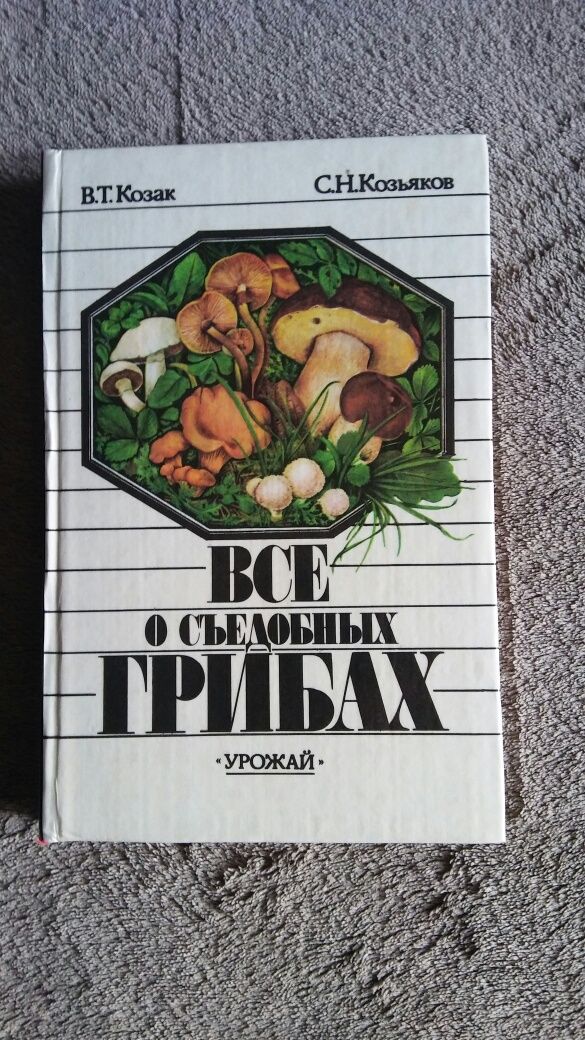 В.Т. Козак
С.Н. Козьяков
ВСЕ
О СЪЕДОБНЫХ
ГРИБАХ
«УРОЖАЙ»